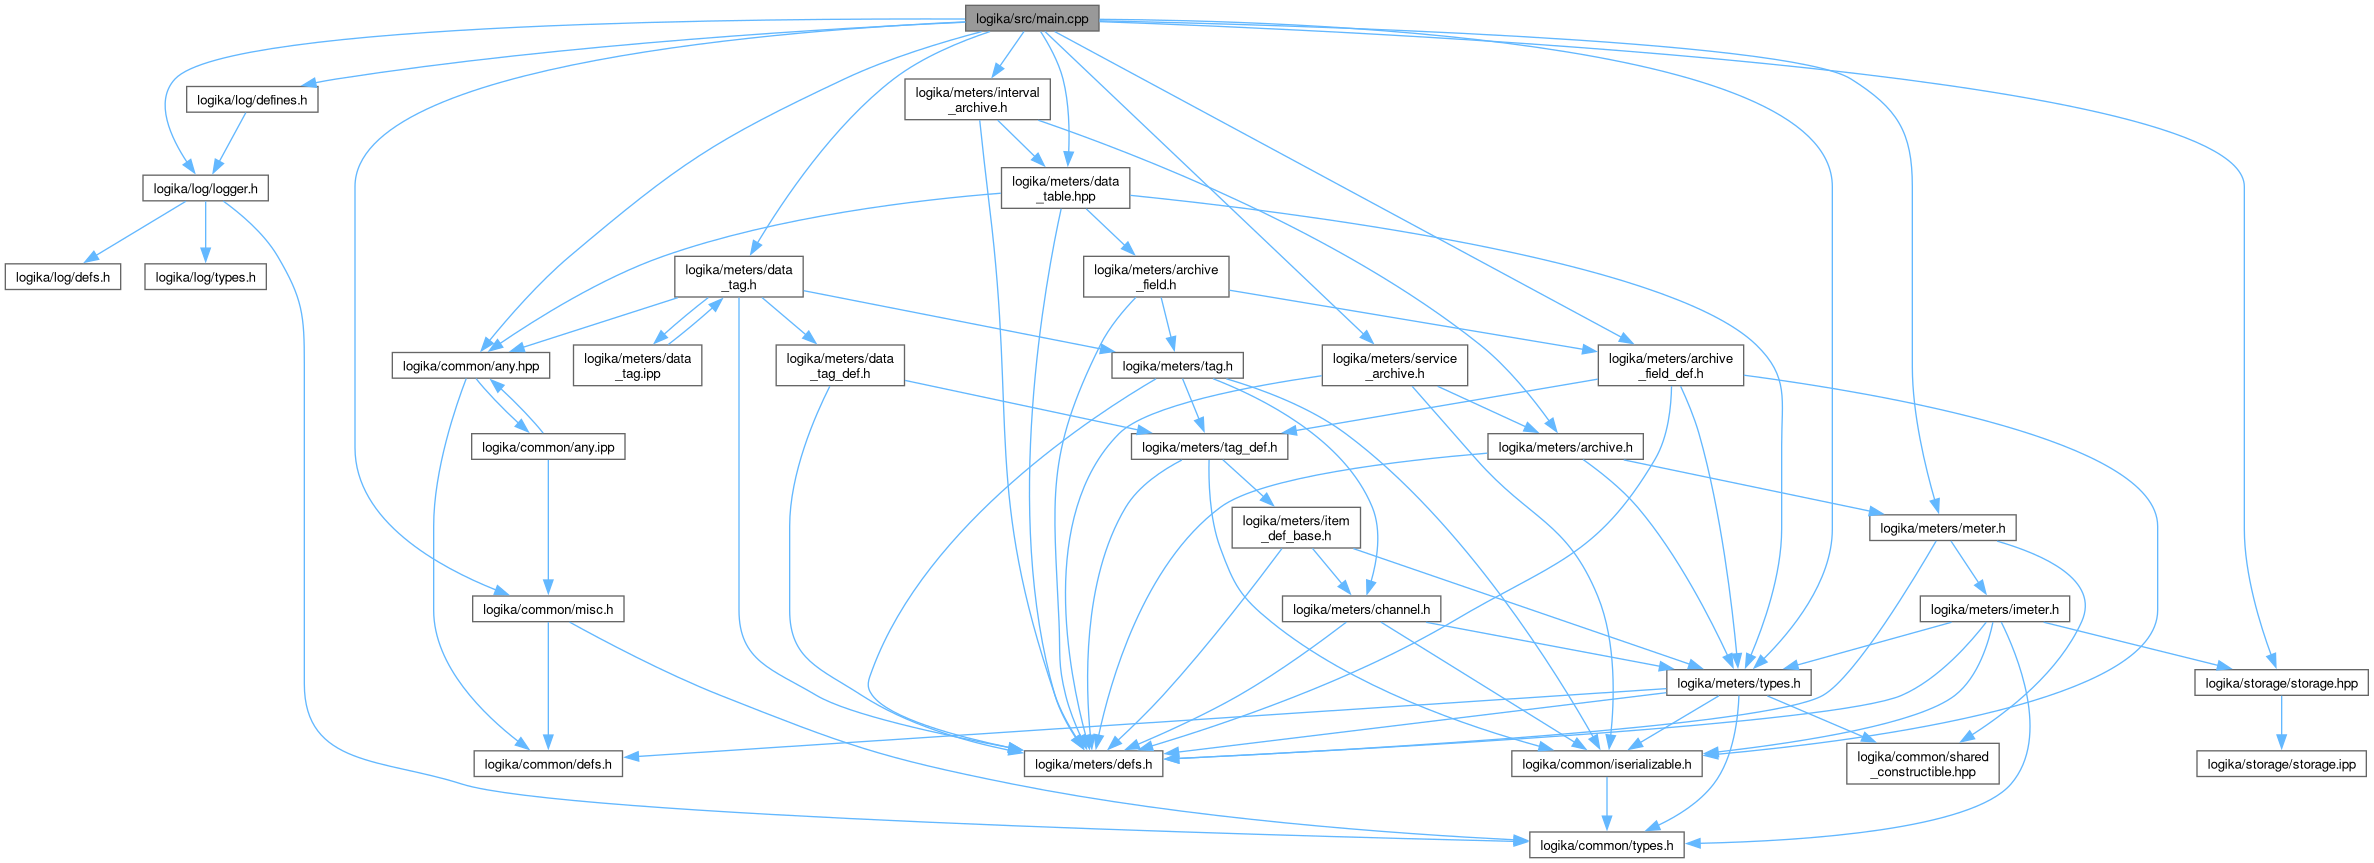 logika/src/main.cpp
logika/log/defines.h
logika/meters/interval
_archive.h
logika/log/logger.h
logika/meters/data
_table.hpp
logika/log/defs.h
logika/log/types.h
logika/meters/data
_tag.h
logika/meters/archive
_field.h
logika/common/any.hpp
logika/meters/data
_tag.ipp
logika/meters/data
_tag_def.h
logika/meters/tag.h
logika/meters/service
_archive.h
logika/meters/archive
_field_def.h
logika/common/any.ipp
logika/meters/tag_def.h
logika/meters/archive.h
logika/meters/item
_def_base.h
logika/meters/meter.h
logika/common/misc.h
logika/meters/channel.h
logika/meters/imeter.h
logika/meters/types.h
logika/storage/storage.hpp
logika/common/defs.h
logika/meters/defs.h
logika/common/iserializable.h
logika/common/shared
_constructible.hpp
logika/storage/storage.ipp
logika/common/types.h